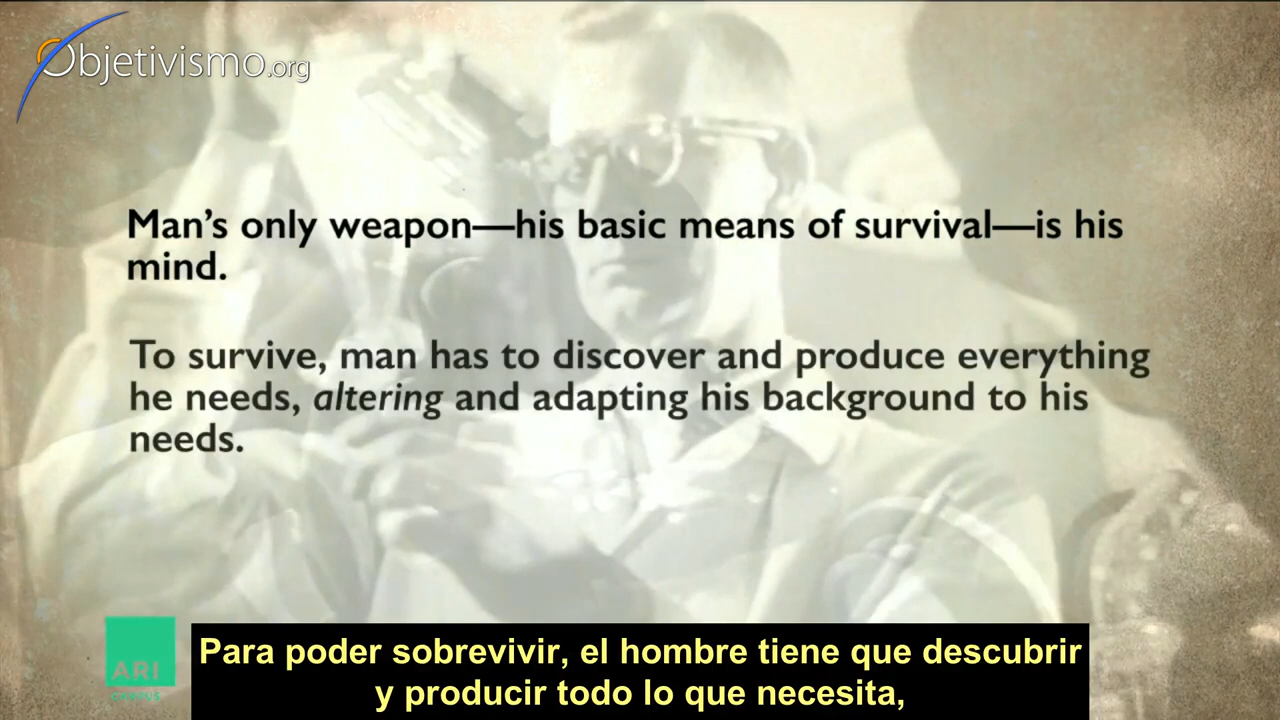 Objetivismo.org
Man's only weapon—his basic means of survival—is his
mind.
To survive, man has to discover and produce everything
he needs, altering and adapting his background to his
needs.
ARI
CAMPUS
Para poder sobrevivir, el hombre tiene que descubrir
y producir todo lo que necesita,